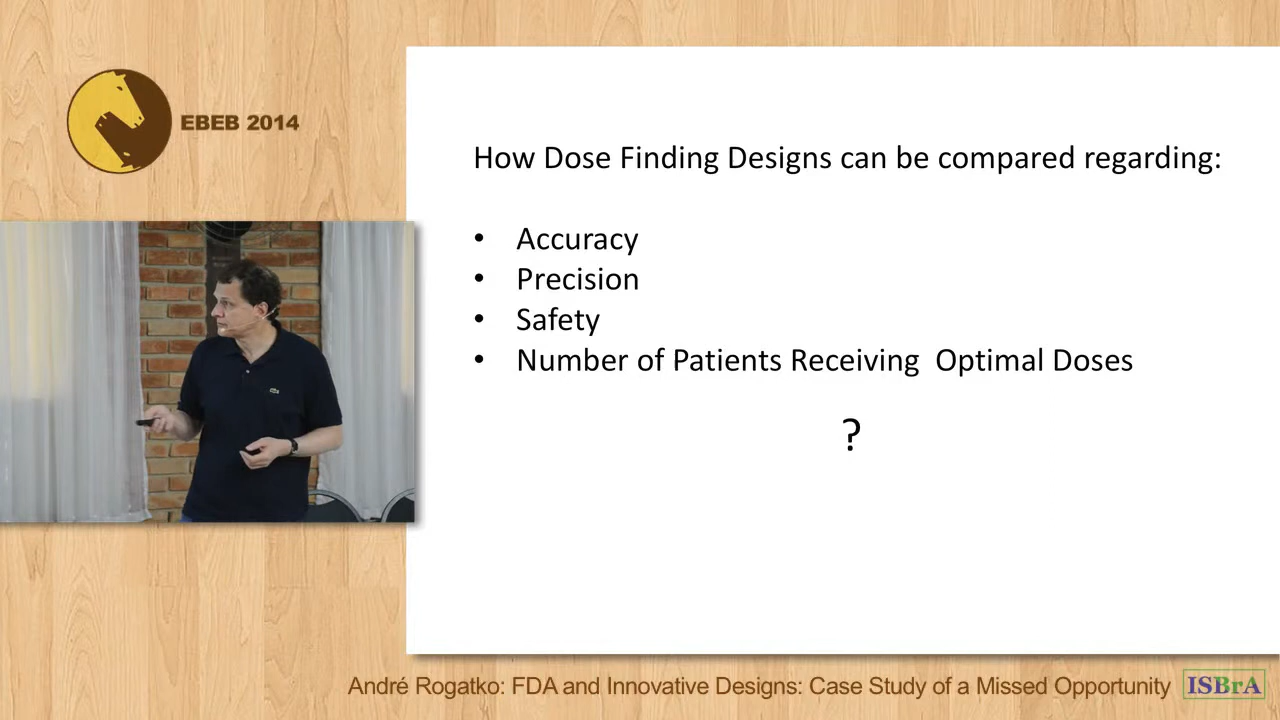 EBEB 2014
How Dose Finding Designs can be compared regarding:
• Accuracy
• Precision
• Safety
• Number of Patients Receiving Optimal Doses
?
André Rogatko: FDA and Innovative Designs: Case Study of a Missed Opportunity
ISBrA